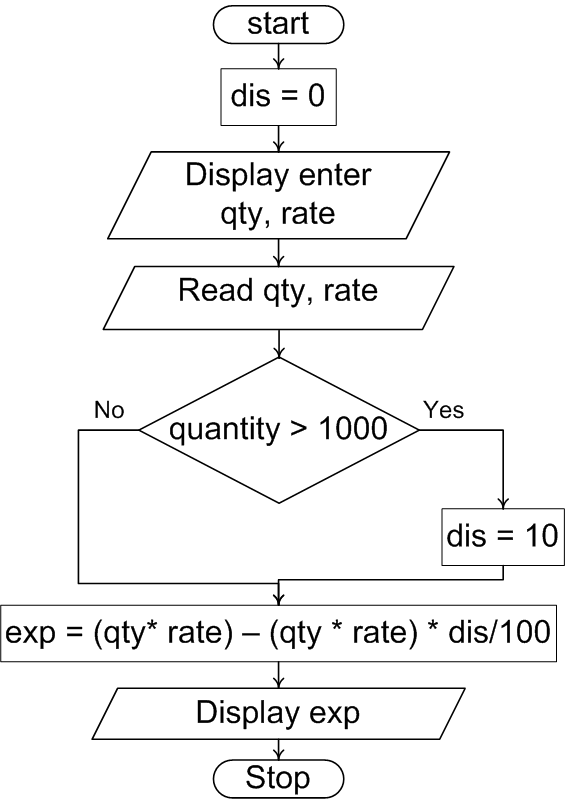 start
dis = 0
Display enter
qty, rate
Read qty, rate
No
Yes
quantity > 1000
dis = 10
exp = (qty* rate) – (qty * rate) * dis/100
Display exp
Stop